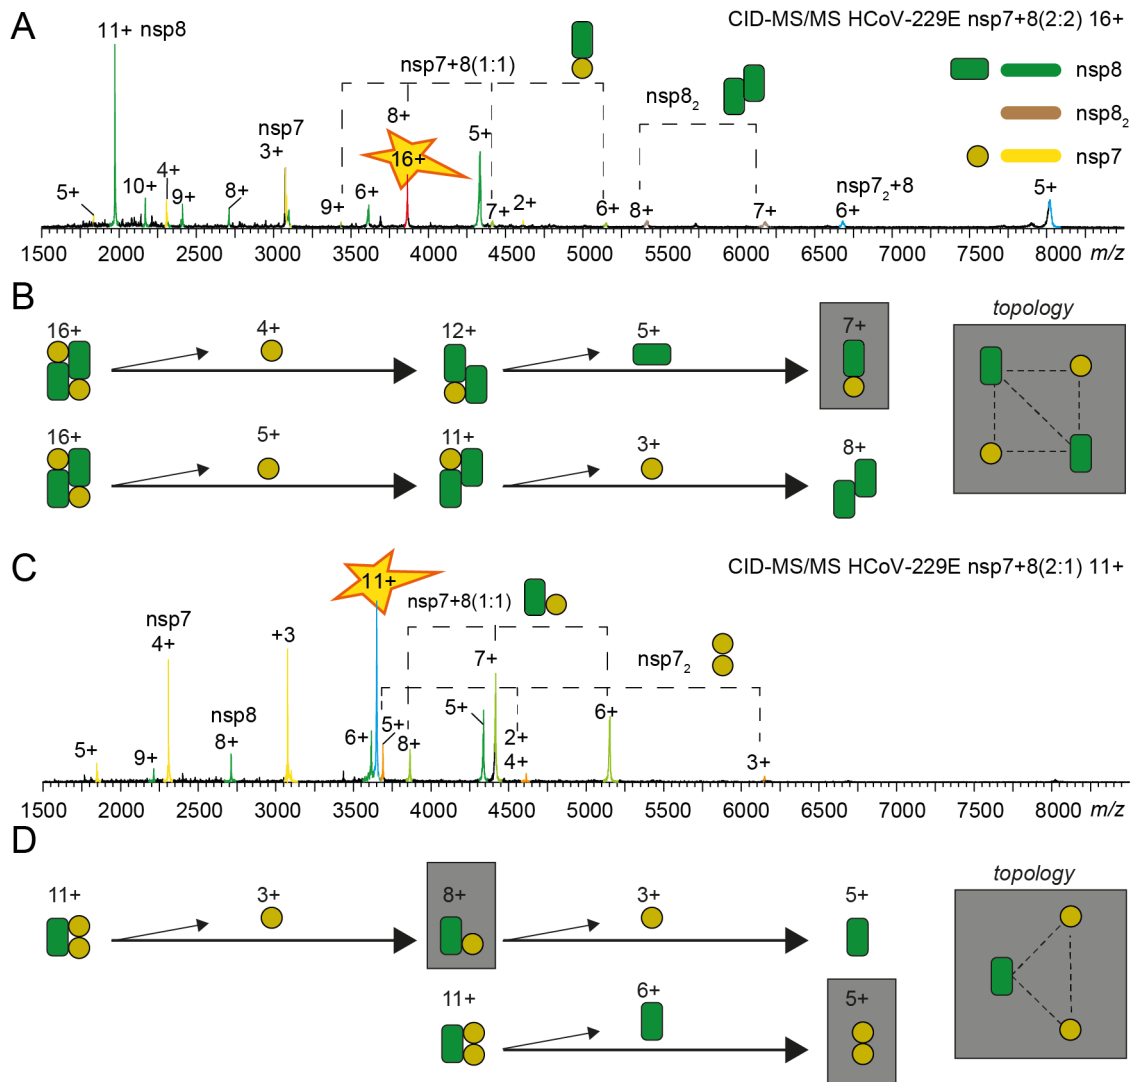 A
CID-MS/MS HCoV-229E nsp7+8(2:2) 16+
11+ nsp8
nsp7+8(1:1)
nsp8₂
nsp8
nsp8₂
nsp7
nsp7
3+
8+
16+
5+
5+
10+
4+
9+
8+
9+
6+
7+
2+
6+
8+
7+
nsp7₂+8
6+
5+
1500 2000 2500 3000 3500 4000 4500 5000 5500 6000 6500 7000 7500 8000 m/z
B
topology
16+ 4+ 12+ 5+ 7+
16+ 5+ 11+ 3+ 8+
C
CID-MS/MS HCoV-229E nsp7+8(2:1) 11+
11+
nsp7+8(1:1)
nsp7₂
nsp7
4+
+3
nsp8
8+
5+
9+
6+
5+
8+
5+
7+
2+
4+
6+
3+
1500 2000 2500 3000 3500 4000 4500 5000 5500 6000 6500 7000 7500 8000 m/z
D
topology
11+ 3+ 8+ 3+ 5+
11+ 6+ 5+